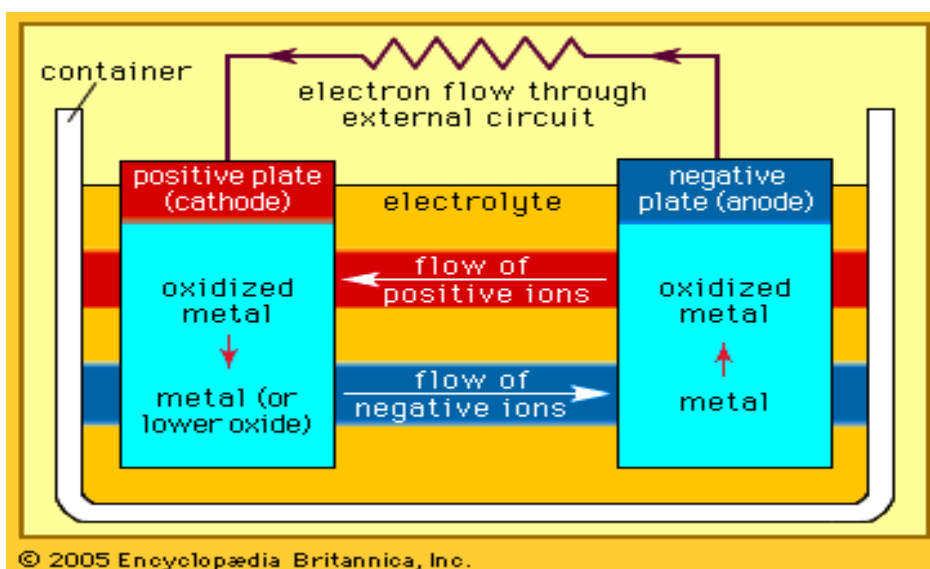 container
electron flow through
external circuit
positive plate
(cathode)
electrolyte
negative
plate (anode)
flow of
positive ions
oxidized
metal
oxidized
metal
flow of
negative ions
metal (or
lower oxide)
metal
© 2005 Encyclopædia Britannica, Inc.